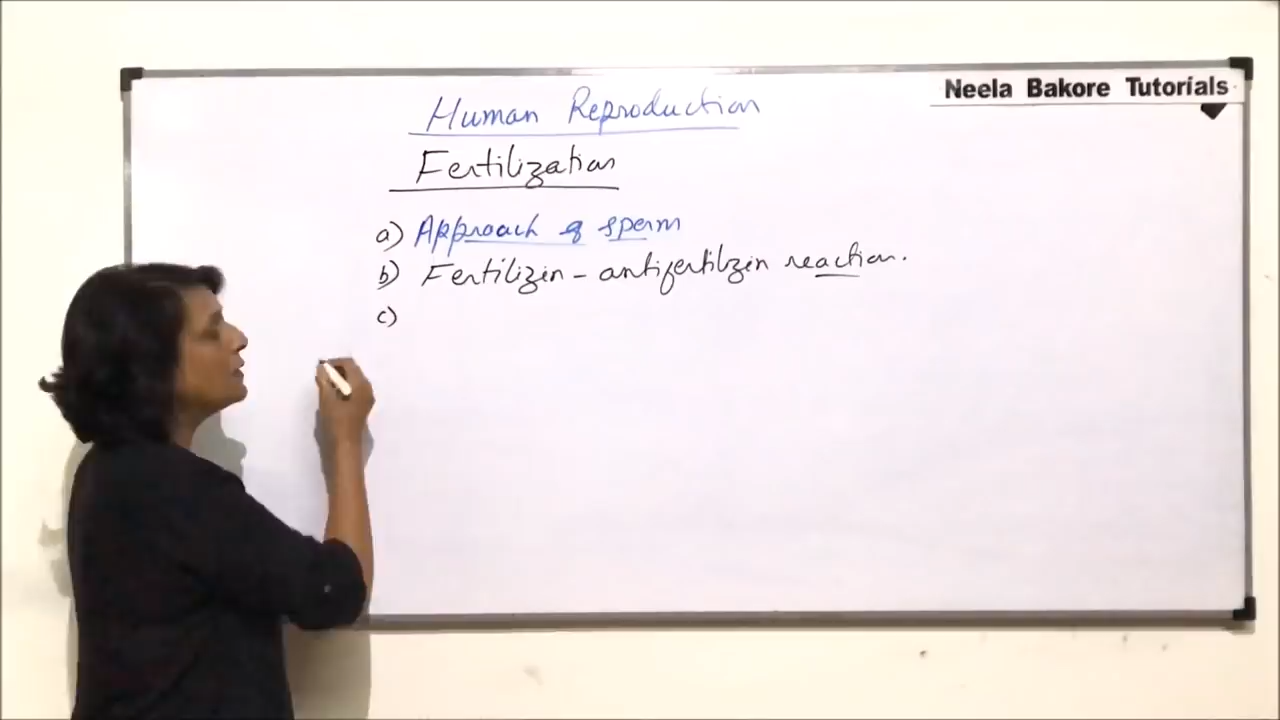 Neela Bakore Tutorials
Human Reproduction
Fertilization
a) Approach of sperm
b) Fertilizin - antifertilizin reaction.
c)